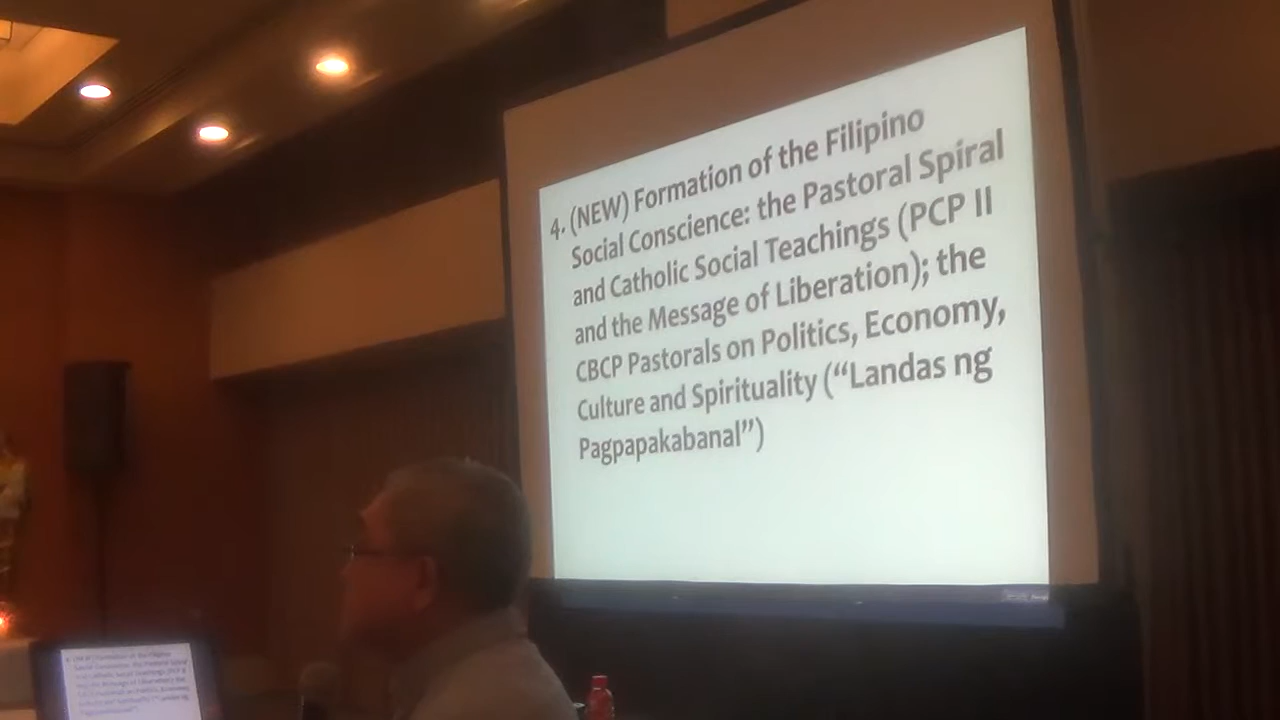 4. (NEW) Formation of the Filipino
Social Conscience: the Pastoral Spiral
and Catholic Social Teachings (PCP II
and the Message of Liberation); the
CBCP Pastorals on Politics, Economy,
Culture and Spirituality (“Landas ng
Pagpapakabanal”)